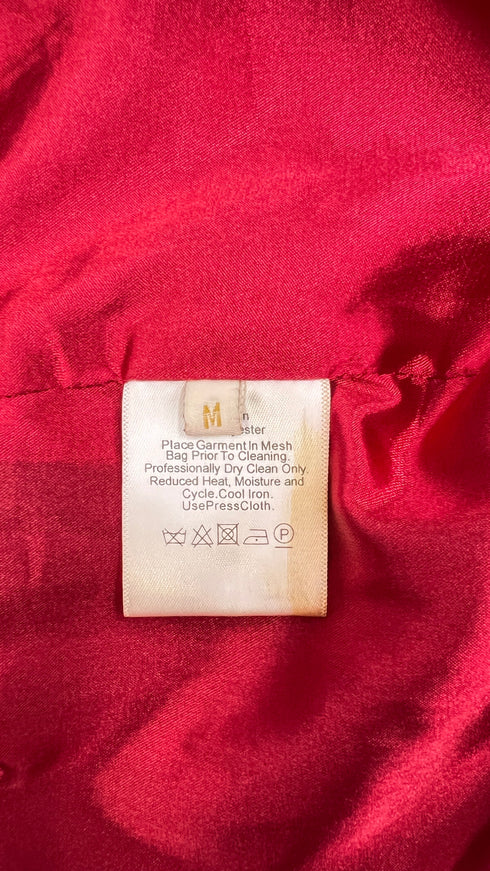 M
Place Garment In Mesh
Bag Prior To Cleaning.
Professionally Dry Clean Only.
Reduced Heat, Moisture and
Cycle.Cool Iron.
UsePressCloth.
P